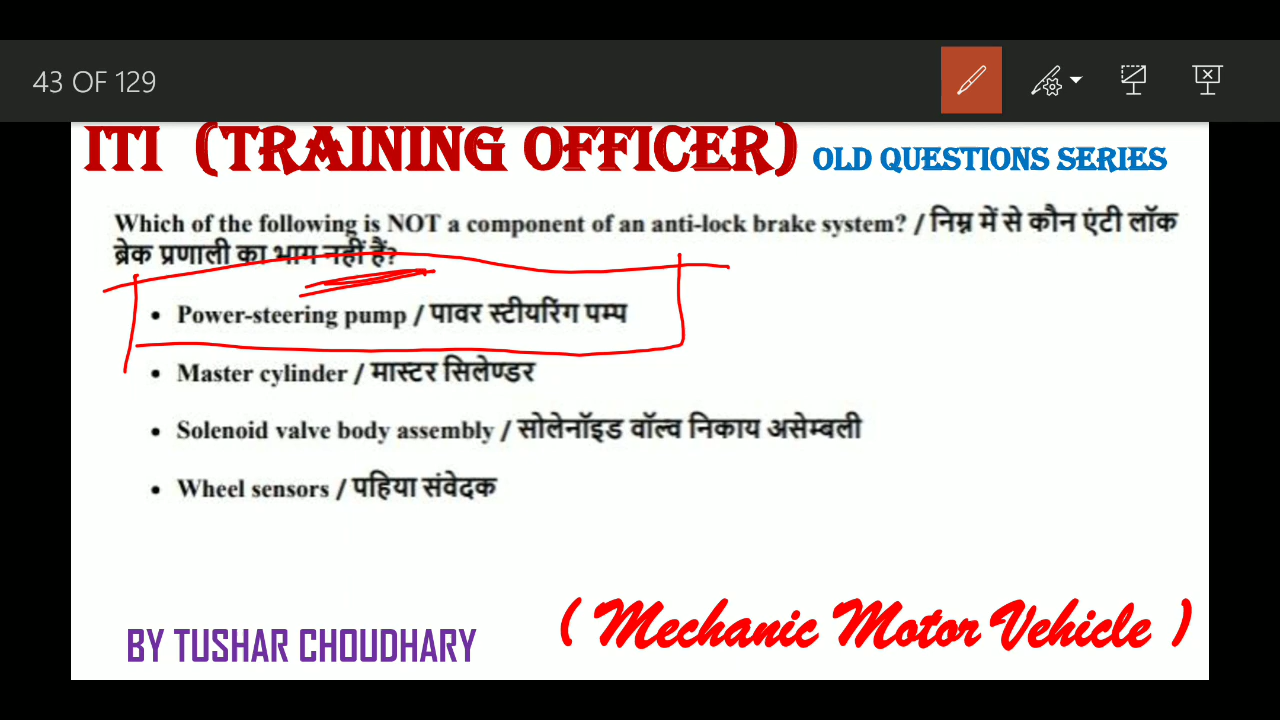 43 OF 129
ITI (TRAINING OFFICER) OLD QUESTIONS SERIES
Which of the following is NOT a component of an anti-lock brake system? / निम्न में से कौन एंटी लॉक
ब्रेक प्रणाली का भाग नहीं हैं?
• Power-steering pump / पावर स्टीयरिंग पम्प
• Master cylinder / मास्टर सिलेण्डर
• Solenoid valve body assembly / सोलेनॉइड वॉल्व निकाय असेम्बली
• Wheel sensors / पहिया संवेदक
BY TUSHAR CHOUDHARY
( Mechanic Motor Vehicle )